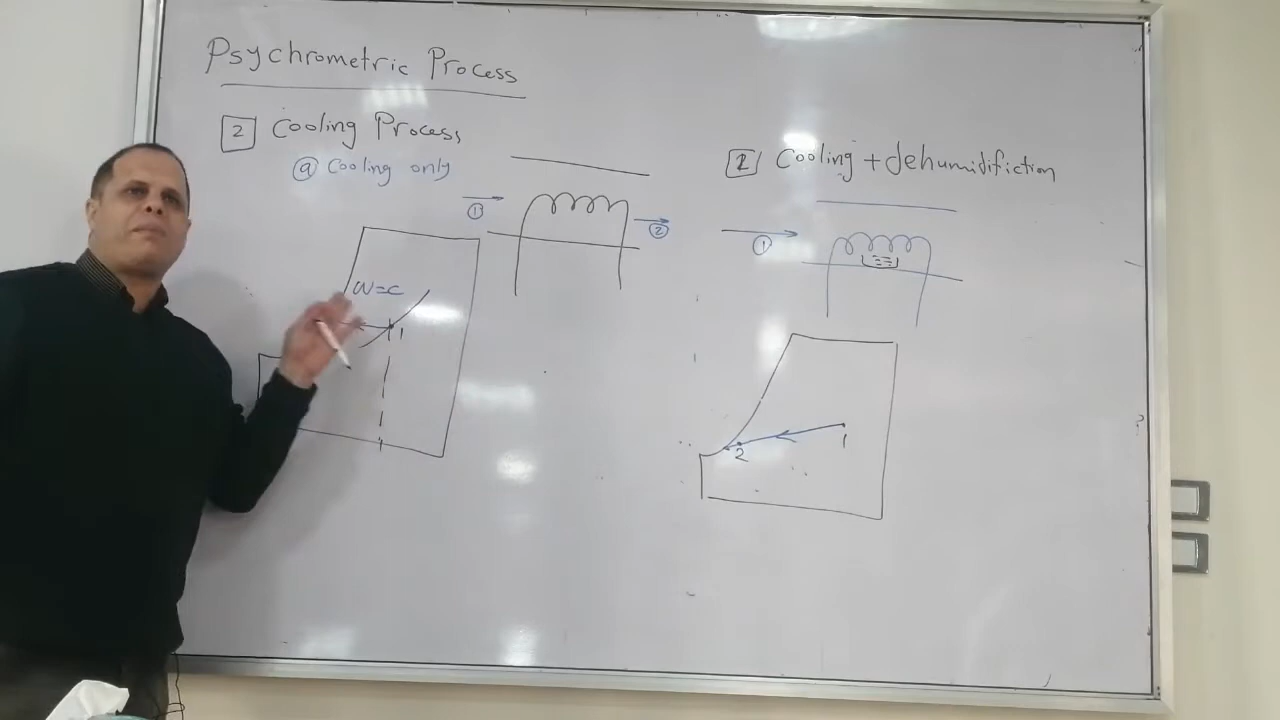 Psychrometric Process
2 Cooling Process
a Cooling only
1
2
W=C
1
2 Cooling + dehumidifiction
1
1
2